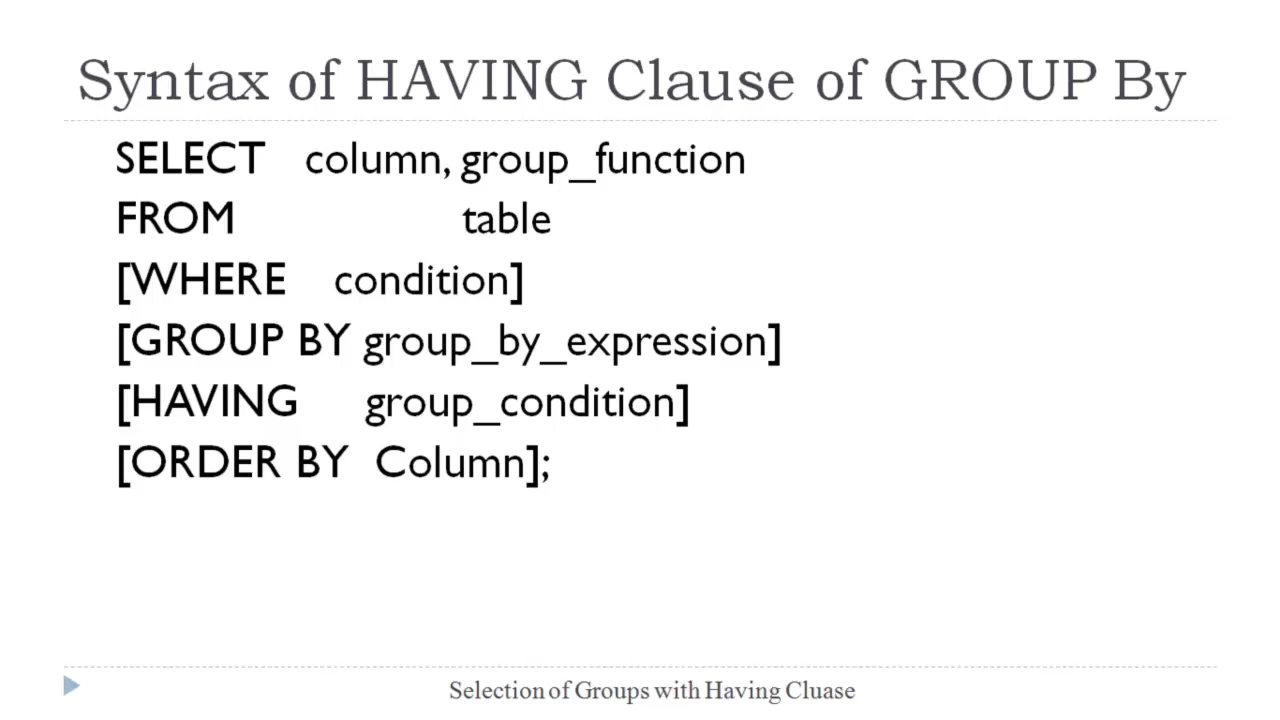 Syntax of HAVING Clause of GROUP By
SELECT column, group_function
FROM table
[WHERE condition]
[GROUP BY group_by_expression]
[HAVING group_condition]
[ORDER BY Column];
Selection of Groups with Having Cluase